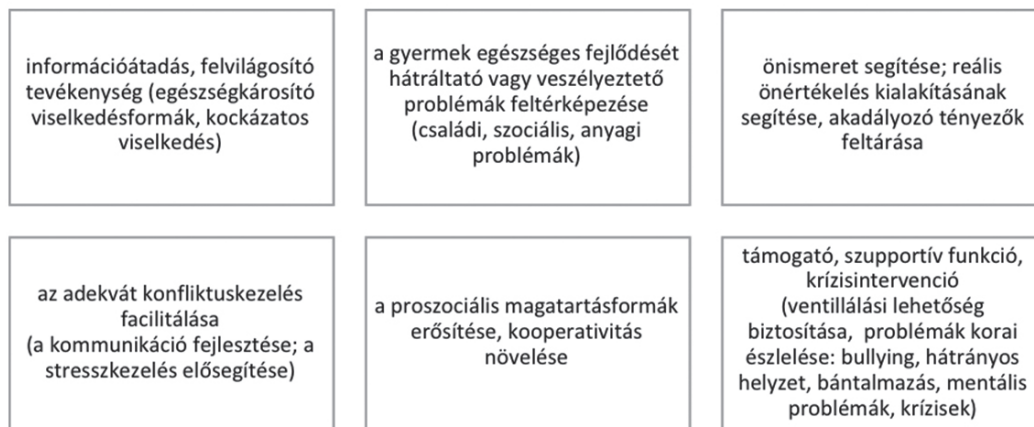 információátadás, felvilágosító
tevékenység (egészségkárosító
viselkedésformák, kockázatos
viselkedés)
a gyermek egészséges fejlődését
hátráltató vagy veszélyeztető
problémák feltérképezése
(családi, szociális, anyagi
problémák)
önismeret segítése; reális
önértékelés kialakításának
segítése, akadályozó tényezők
feltárása
az adekvát konfliktuskezelés
facilitálása
(a kommunikáció fejlesztése; a
stresszkezelés elősegítése)
a proszociális magatartásformák
erősítése, kooperativitás
növelése
támogató, szupportív funkció,
krízisintervenció
(ventillálási lehetőség
biztosítása, problémák korai
észlelése: bullying, hátrányos
helyzet, bántalmazás, mentális
problémák, krízisek)